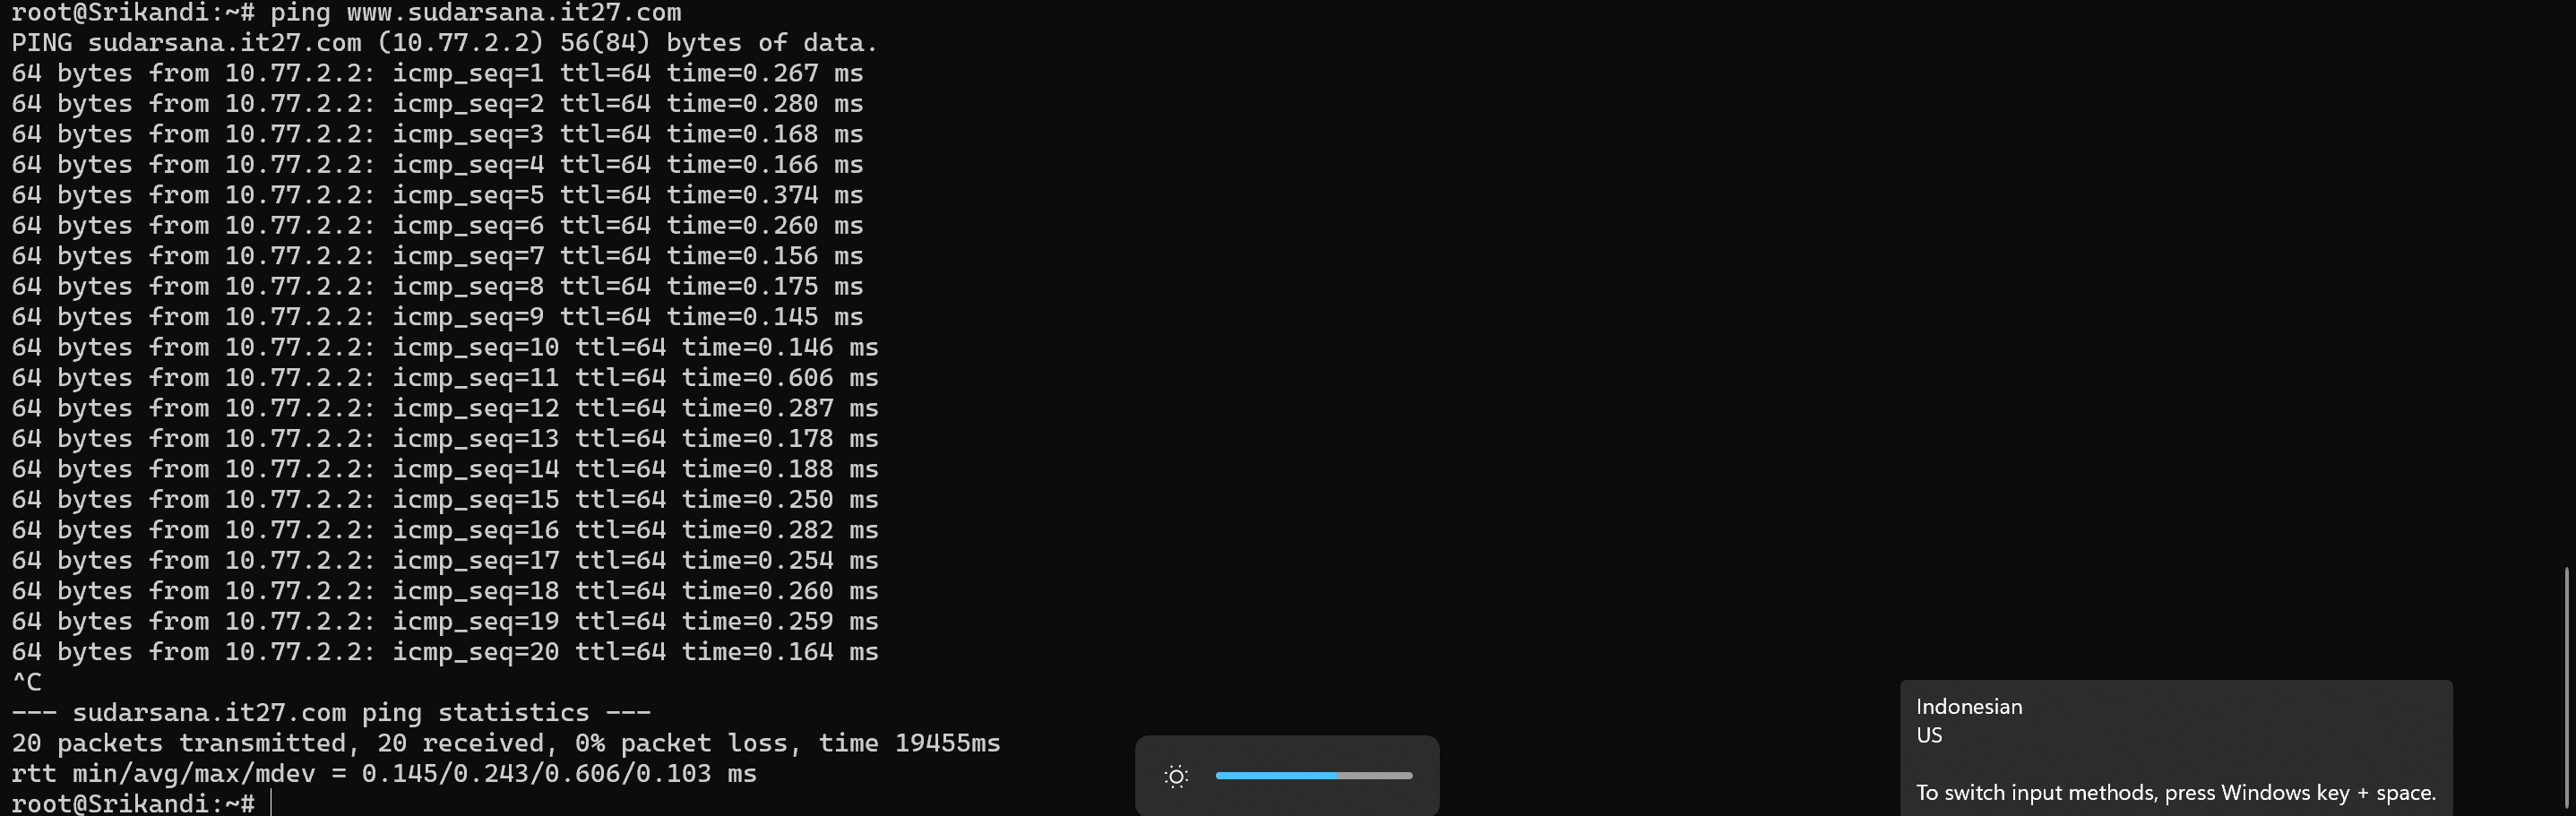 root@Srikandi:~# ping www.sudarsana.it27.com
PING sudarsana.it27.com (10.77.2.2) 56(84) bytes of data.
64 bytes from 10.77.2.2: icmp_seq=1 ttl=64 time=0.267 ms
64 bytes from 10.77.2.2: icmp_seq=2 ttl=64 time=0.280 ms
64 bytes from 10.77.2.2: icmp_seq=3 ttl=64 time=0.168 ms
64 bytes from 10.77.2.2: icmp_seq=4 ttl=64 time=0.166 ms
64 bytes from 10.77.2.2: icmp_seq=5 ttl=64 time=0.374 ms
64 bytes from 10.77.2.2: icmp_seq=6 ttl=64 time=0.260 ms
64 bytes from 10.77.2.2: icmp_seq=7 ttl=64 time=0.156 ms
64 bytes from 10.77.2.2: icmp_seq=8 ttl=64 time=0.175 ms
64 bytes from 10.77.2.2: icmp_seq=9 ttl=64 time=0.145 ms
64 bytes from 10.77.2.2: icmp_seq=10 ttl=64 time=0.146 ms
64 bytes from 10.77.2.2: icmp_seq=11 ttl=64 time=0.606 ms
64 bytes from 10.77.2.2: icmp_seq=12 ttl=64 time=0.287 ms
64 bytes from 10.77.2.2: icmp_seq=13 ttl=64 time=0.178 ms
64 bytes from 10.77.2.2: icmp_seq=14 ttl=64 time=0.188 ms
64 bytes from 10.77.2.2: icmp_seq=15 ttl=64 time=0.250 ms
64 bytes from 10.77.2.2: icmp_seq=16 ttl=64 time=0.282 ms
64 bytes from 10.77.2.2: icmp_seq=17 ttl=64 time=0.254 ms
64 bytes from 10.77.2.2: icmp_seq=18 ttl=64 time=0.260 ms
64 bytes from 10.77.2.2: icmp_seq=19 ttl=64 time=0.259 ms
64 bytes from 10.77.2.2: icmp_seq=20 ttl=64 time=0.164 ms
^C
--- sudarsana.it27.com ping statistics ---
20 packets transmitted, 20 received, 0% packet loss, time 19455ms
rtt min/avg/max/mdev = 0.145/0.243/0.606/0.103 ms
root@Srikandi:~#
Indonesian
US
To switch input methods, press Windows key + space.